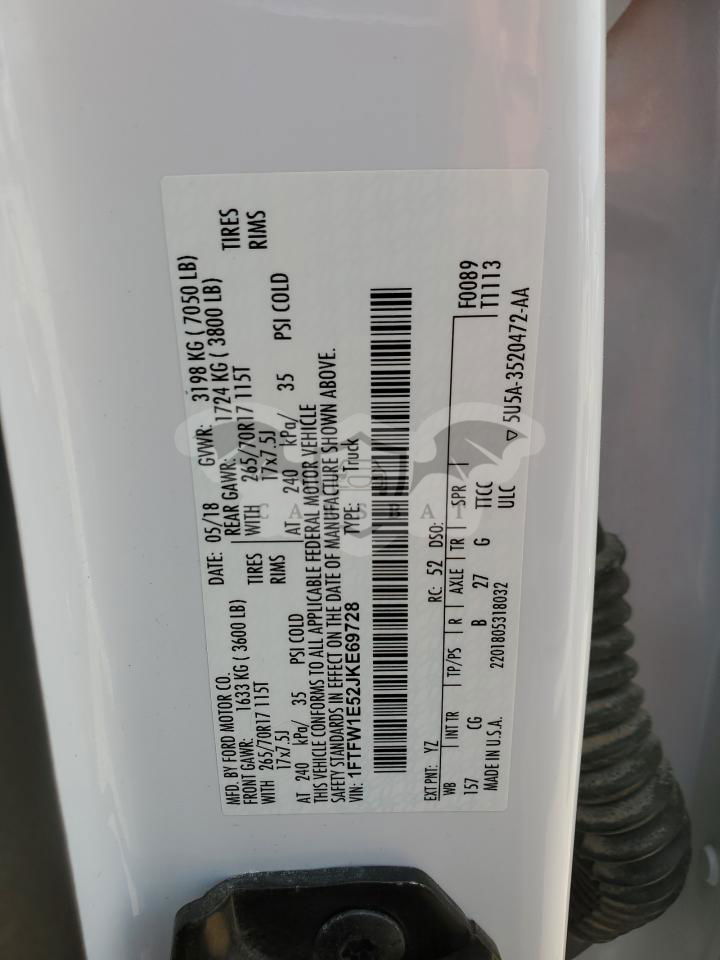 MFD. BY FORD MOTOR CO.
DATE: 05/18 GVWR: 3198 KG ( 7050 LB)
FRONT GAWR: 1633 KG ( 3600 LB) REAR GAWR: 1724 KG ( 3800 LB)
WITH 265/70R17 115T TIRES WITH 265/70R17 115T TIRES
17x7.5J RIMS 17x7.5J RIMS
AT 240 kPa/ 35 PSI COLD AT 240 kPa/ 35 PSI COLD
THIS VEHICLE CONFORMS TO ALL APPLICABLE FEDERAL MOTOR VEHICLE
SAFETY STANDARDS IN EFFECT ON THE DATE OF MANUFACTURE SHOWN ABOVE.
VIN: 1FTFW1E52JKE69728 TYPE: Truck
EXT PNT: YZ RC: 52 DSO: F0089
WB INT TR TP/PS R AXLE TR SPR T1113
157 CG B 27 G TTCC
MADE IN U.S.A. 2201805318032 ULC 5U5A-3520472-AA
CARSBAT